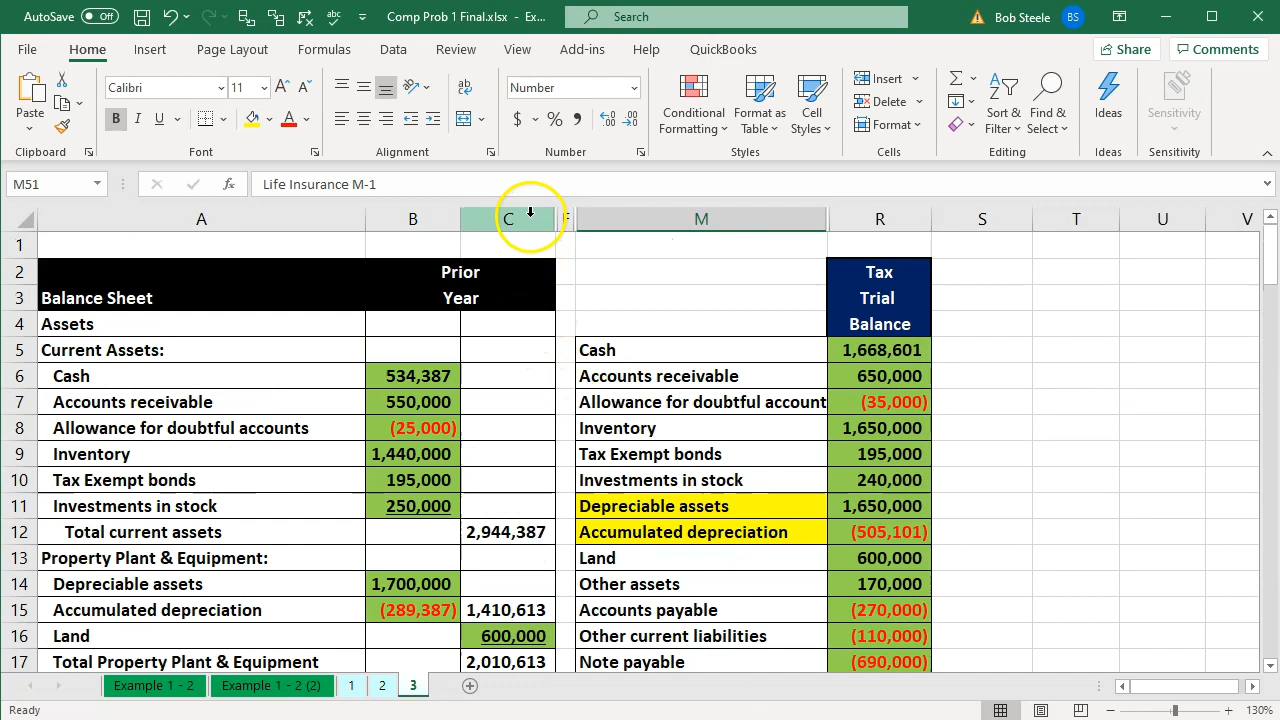 AutoSave Off abc Comp Prob 1 Final.xlsx - Ex... Search Bob Steele BS
File Home Insert Page Layout Formulas Data Review View Add-ins Help QuickBooks Share Comments
Paste Calibri 11 Number Conditional Formatting Format as Table Cell Styles Insert Delete Format Sort & Filter Find & Select Ideas Sensitivity
Clipboard Font Alignment Number Styles Cells Editing Ideas Sensitivity
M51 fx Life Insurance M-1
A B C F M R S T U V
1
2 Prior Tax
3 Balance Sheet Year Trial
4 Assets Balance
5 Current Assets: Cash 1,668,601
6 Cash 534,387 Accounts receivable 650,000
7 Accounts receivable 550,000 Allowance for doubtful account (35,000)
8 Allowance for doubtful accounts (25,000) Inventory 1,650,000
9 Inventory 1,440,000 Tax Exempt bonds 195,000
10 Tax Exempt bonds 195,000 Investments in stock 240,000
11 Investments in stock 250,000 Depreciable assets 1,650,000
12 Total current assets 2,944,387 Accumulated depreciation (505,101)
13 Property Plant & Equipment: Land 600,000
14 Depreciable assets 1,700,000 Other assets 170,000
15 Accumulated depreciation (289,387) 1,410,613 Accounts payable (270,000)
16 Land 600,000 Other current liabilities (110,000)
17 Total Property Plant & Equipment 2,010,613 Note payable (690,000)
Example 1 - 2 Example 1 - 2 (2) 1 2 3
Ready 130%